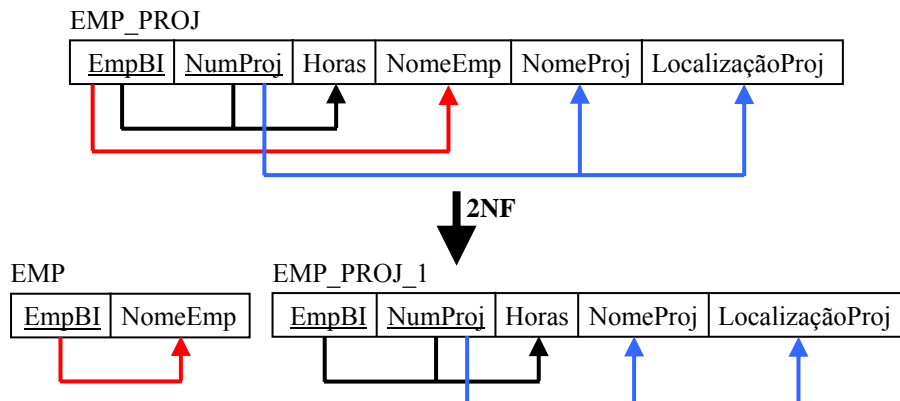 EMP_PROJ
EmpBI NumProj Horas NomeEmp NomeProj LocalizaçãoProj
2NF
EMP
EmpBI NomeEmp
EMP_PROJ_1
EmpBI NumProj Horas NomeProj LocalizaçãoProj